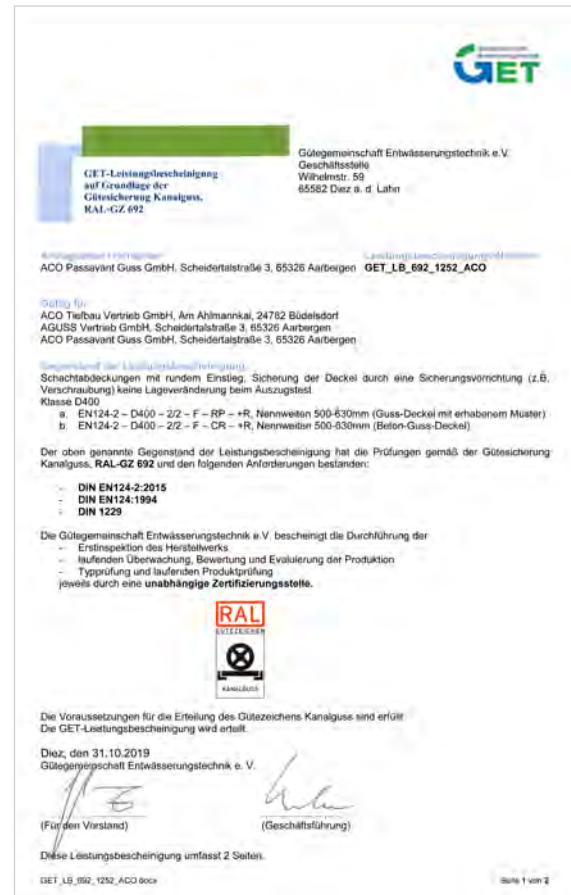 GET
Gütegemeinschaft Entwässerungstechnik e.V.
Geschäftsstelle
Wilhelmstr. 59
65582 Diez a. d. Lahn
GET-Leistungsbescheinigung
auf Grundlage der
Gütesicherung Kanalguss,
RAL-GZ 692
ACO Passavant Guss GmbH, Scheidertalstraße 3, 65326 Aarbergen GET_LB_692_1252_ACO
Gültig für
ACO Tiefbau Vertrieb GmbH, Am Ahlmannkai, 24782 Büdelsdorf
AGUSS Vertrieb GmbH, Scheidertalstraße 3, 65326 Aarbergen
ACO Passavant Guss GmbH, Scheidertalstraße 3, 65326 Aarbergen
Gegenstand der Leistungsbescheinigung
Schachtabdeckungen mit rundem Einstieg, Sicherung der Deckel durch eine Sicherungsvorrichtung (z.B.
Verschraubung) keine Lageveränderung beim Auszugstest.
Klasse D400
a. EN124-2 – D400 – 2/2 – F – RP – +R, Nennweiten 500-630mm (Guss-Deckel mit erhabenem Muster)
b. EN124-2 – D400 – 2/2 – F – CR – +R, Nennweiten 500-630mm (Beton-Guss-Deckel)
Der oben genannte Gegenstand der Leistungsbescheinigung hat die Prüfungen gemäß der Gütesicherung
Kanalguss, RAL-GZ 692 und den folgenden Anforderungen bestanden:
- DIN EN124-2:2015
- DIN EN124:1994
- DIN 1229
Die Gütegemeinschaft Entwässerungstechnik e.V. bescheinigt die Durchführung der
- Erstinspektion des Herstellwerks
- laufenden Überwachung, Bewertung und Evaluierung der Produktion
- Typprüfung und laufenden Produktprüfung
jeweils durch eine unabhängige Zertifizierungsstelle.
RAL
GÜTEZEICHEN
KANALGUSS
Die Voraussetzungen für die Erteilung des Gütezeichens Kanalguss sind erfüllt
Die GET-Leistungsbescheinigung wird erteilt.
Diez, den 31.10.2019
Gütegemeinschaft Entwässerungstechnik e. V.
(Für den Vorstand) (Geschäftsführung)
Diese Leistungsbescheinigung umfasst 2 Seiten.
GET_LB_692_1252_ACO.docx Seite 1 von 2